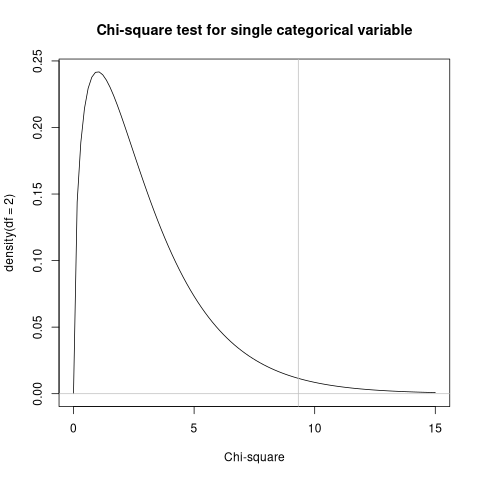 Chi-square test for single categorical variable
density(df = 2)
0.25
0.20
0.15
0.10
0.05
0.00
0 5 10 15
Chi-square